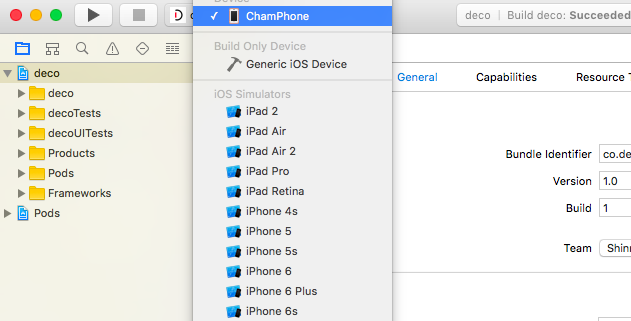 Device
✓ ChamPhone
Build Only Device
Generic iOS Device
iOS Simulators
iPad 2
iPad Air
iPad Air 2
iPad Pro
iPad Retina
iPhone 4s
iPhone 5
iPhone 5s
iPhone 6
iPhone 6 Plus
iPhone 6s
deco
deco
decoTests
decoUITests
Products
Pods
Frameworks
Pods
deco | Build deco: Succeeded
General
Capabilities
Resource T
Bundle Identifier co.de
Version 1.0
Build 1
Team Shin